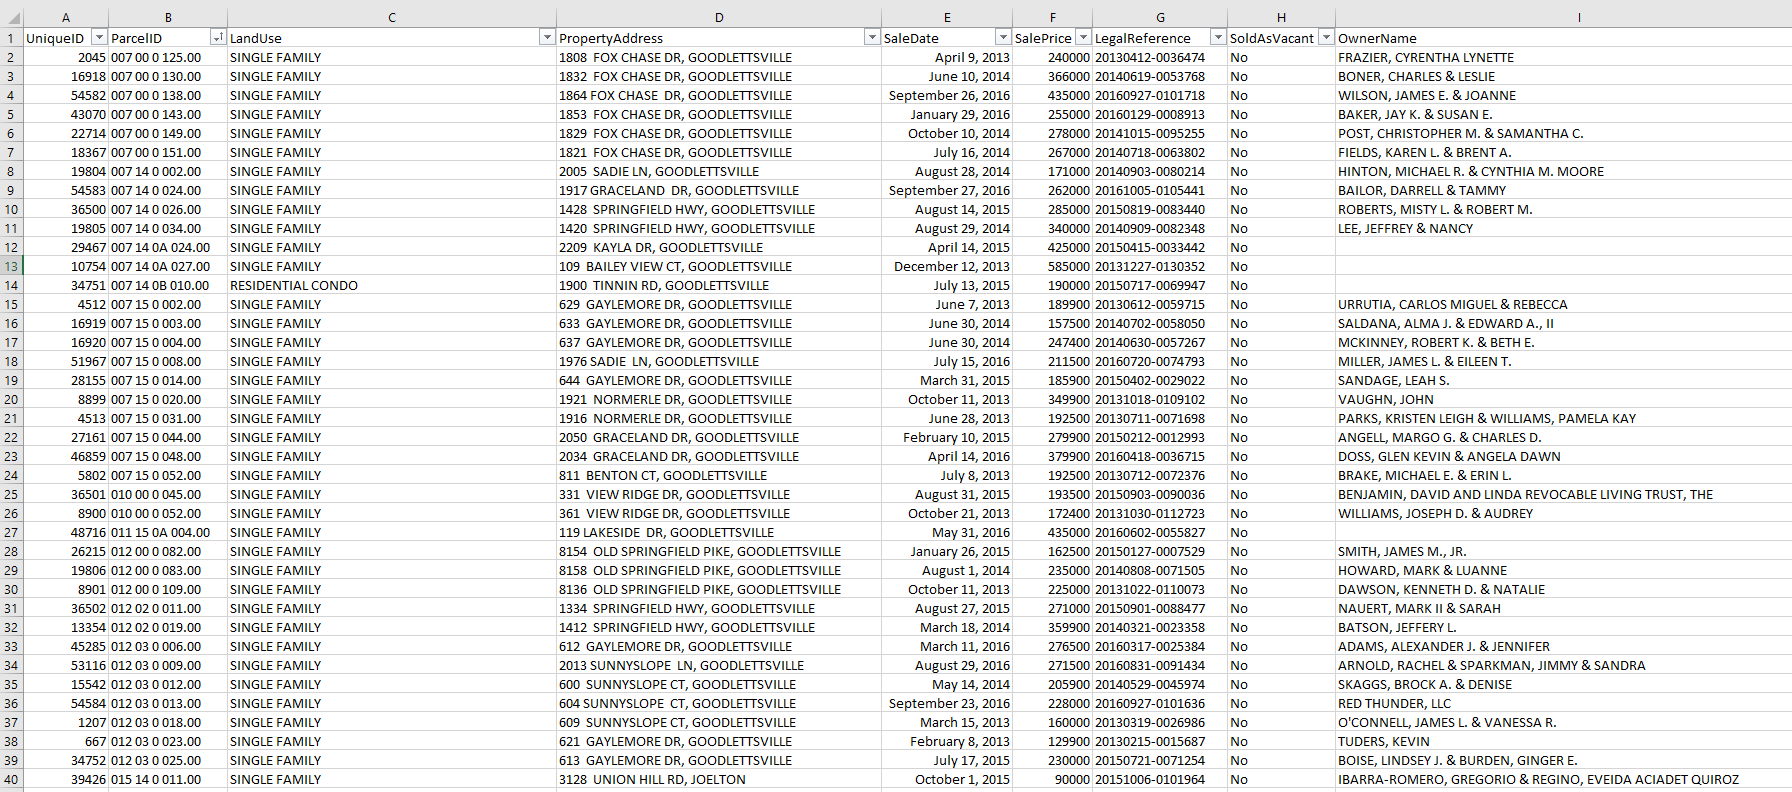 A B C D E F G H I
1 UniqueID ParcelID LandUse PropertyAddress SaleDate SalePrice LegalReference SoldAsVacant OwnerName
2 2045 007 00 0 125.00 SINGLE FAMILY 1808  FOX CHASE DR, GOODLETTSVILLE April 9, 2013 240000 20130412-0036474 No FRAZIER, CYRENTHA LYNETTE
3 16918 007 00 0 130.00 SINGLE FAMILY 1832  FOX CHASE DR, GOODLETTSVILLE June 10, 2014 366000 20140619-0053768 No BONER, CHARLES & LESLIE
4 54582 007 00 0 138.00 SINGLE FAMILY 1864 FOX CHASE  DR, GOODLETTSVILLE September 26, 2016 435000 20160927-0101718 No WILSON, JAMES E. & JOANNE
5 43070 007 00 0 143.00 SINGLE FAMILY 1853  FOX CHASE DR, GOODLETTSVILLE January 29, 2016 255000 20160129-0008913 No BAKER, JAY K. & SUSAN E.
6 22714 007 00 0 149.00 SINGLE FAMILY 1829  FOX CHASE DR, GOODLETTSVILLE October 10, 2014 278000 20141015-0095255 No POST, CHRISTOPHER M. & SAMANTHA C.
7 18367 007 00 0 151.00 SINGLE FAMILY 1821  FOX CHASE DR, GOODLETTSVILLE July 16, 2014 267000 20140718-0063802 No FIELDS, KAREN L. & BRENT A.
8 19804 007 14 0 002.00 SINGLE FAMILY 2005  SADIE LN, GOODLETTSVILLE August 28, 2014 171000 20140903-0080214 No HINTON, MICHAEL R. & CYNTHIA M. MOORE
9 54583 007 14 0 024.00 SINGLE FAMILY 1917 GRACELAND  DR, GOODLETTSVILLE September 27, 2016 262000 20161005-0105441 No BAILOR, DARRELL & TAMMY
10 36500 007 14 0 026.00 SINGLE FAMILY 1428  SPRINGFIELD HWY, GOODLETTSVILLE August 14, 2015 285000 20150819-0083440 No ROBERTS, MISTY L. & ROBERT M.
11 19805 007 14 0 034.00 SINGLE FAMILY 1420  SPRINGFIELD HWY, GOODLETTSVILLE August 29, 2014 340000 20140909-0082348 No LEE, JEFFREY & NANCY
12 29467 007 14 0A 024.00 SINGLE FAMILY 2209  KAYLA DR, GOODLETTSVILLE April 14, 2015 425000 20150415-0033442 No
13 10754 007 14 0A 027.00 SINGLE FAMILY 109  BAILEY VIEW CT, GOODLETTSVILLE December 12, 2013 585000 20131227-0130352 No
14 34751 007 14 0B 010.00 RESIDENTIAL CONDO 1900  TINNIN RD, GOODLETTSVILLE July 13, 2015 190000 20150717-0069947 No
15 4512 007 15 0 002.00 SINGLE FAMILY 629  GAYLEMORE DR, GOODLETTSVILLE June 7, 2013 189900 20130612-0059715 No URRUTIA, CARLOS MIGUEL & REBECCA
16 16919 007 15 0 003.00 SINGLE FAMILY 633  GAYLEMORE DR, GOODLETTSVILLE June 30, 2014 157500 20140702-0058050 No SALDANA, ALMA J. & EDWARD A., II
17 16920 007 15 0 004.00 SINGLE FAMILY 637  GAYLEMORE DR, GOODLETTSVILLE June 30, 2014 247400 20140630-0057267 No MCKINNEY, ROBERT K. & BETH E.
18 51967 007 15 0 008.00 SINGLE FAMILY 1976 SADIE  LN, GOODLETTSVILLE July 15, 2016 211500 20160720-0074793 No MILLER, JAMES L. & EILEEN T.
19 28155 007 15 0 014.00 SINGLE FAMILY 644  GAYLEMORE DR, GOODLETTSVILLE March 31, 2015 185900 20150402-0029022 No SANDAGE, LEAH S.
20 8899 007 15 0 020.00 SINGLE FAMILY 1921  NORMERLE DR, GOODLETTSVILLE October 11, 2013 349900 20131018-0109102 No VAUGHN, JOHN
21 4513 007 15 0 031.00 SINGLE FAMILY 1916  NORMERLE DR, GOODLETTSVILLE June 28, 2013 192500 20130711-0071698 No PARKS, KRISTEN LEIGH & WILLIAMS, PAMELA KAY
22 27161 007 15 0 044.00 SINGLE FAMILY 2050  GRACELAND DR, GOODLETTSVILLE February 10, 2015 279900 20150212-0012993 No ANGELL, MARGO G. & CHARLES D.
23 46859 007 15 0 048.00 SINGLE FAMILY 2034  GRACELAND DR, GOODLETTSVILLE April 14, 2016 379900 20160418-0036715 No DOSS, GLEN KEVIN & ANGELA DAWN
24 5802 007 15 0 052.00 SINGLE FAMILY 811  BENTON CT, GOODLETTSVILLE July 8, 2013 192500 20130712-0072376 No BRAKE, MICHAEL E. & ERIN L.
25 36501 010 00 0 045.00 SINGLE FAMILY 331  VIEW RIDGE DR, GOODLETTSVILLE August 31, 2015 193500 20150903-0090036 No BENJAMIN, DAVID AND LINDA REVOCABLE LIVING TRUST, THE
26 8900 010 00 0 052.00 SINGLE FAMILY 361  VIEW RIDGE DR, GOODLETTSVILLE October 21, 2013 172400 20131030-0112723 No WILLIAMS, JOSEPH D. & AUDREY
27 48716 011 15 0A 004.00 SINGLE FAMILY 119 LAKESIDE  DR, GOODLETTSVILLE May 31, 2016 435000 20160602-0055827 No
28 26215 012 00 0 082.00 SINGLE FAMILY 8154  OLD SPRINGFIELD PIKE, GOODLETTSVILLE January 26, 2015 162500 20150127-0007529 No SMITH, JAMES M., JR.
29 19806 012 00 0 083.00 SINGLE FAMILY 8158  OLD SPRINGFIELD PIKE, GOODLETTSVILLE August 1, 2014 235000 20140808-0071505 No HOWARD, MARK & LUANNE
30 8901 012 00 0 109.00 SINGLE FAMILY 8136  OLD SPRINGFIELD PIKE, GOODLETTSVILLE October 11, 2013 225000 20131022-0110073 No DAWSON, KENNETH D. & NATALIE
31 36502 012 02 0 011.00 SINGLE FAMILY 1334  SPRINGFIELD HWY, GOODLETTSVILLE August 27, 2015 271000 20150901-0088477 No NAUERT, MARK II & SARAH
32 13354 012 02 0 019.00 SINGLE FAMILY 1412  SPRINGFIELD HWY, GOODLETTSVILLE March 18, 2014 359900 20140321-0023358 No BATSON, JEFFERY L.
33 45285 012 03 0 006.00 SINGLE FAMILY 612  GAYLEMORE DR, GOODLETTSVILLE March 11, 2016 276500 20160317-0025384 No ADAMS, ALEXANDER J. & JENNIFER
34 53116 012 03 0 009.00 SINGLE FAMILY 2013 SUNNYSLOPE  LN, GOODLETTSVILLE August 29, 2016 271500 20160831-0091434 No ARNOLD, RACHEL & SPARKMAN, JIMMY & SANDRA
35 15542 012 03 0 012.00 SINGLE FAMILY 600  SUNNYSLOPE CT, GOODLETTSVILLE May 14, 2014 205900 20140529-0045974 No SKAGGS, BROCK A. & DENISE
36 54584 012 03 0 013.00 SINGLE FAMILY 604 SUNNYSLOPE  CT, GOODLETTSVILLE September 23, 2016 228000 20160927-0101636 No RED THUNDER, LLC
37 1207 012 03 0 018.00 SINGLE FAMILY 609  SUNNYSLOPE CT, GOODLETTSVILLE March 15, 2013 160000 20130319-0026986 No O'CONNELL, JAMES L. & VANESSA R.
38 667 012 03 0 023.00 SINGLE FAMILY 621  GAYLEMORE DR, GOODLETTSVILLE February 8, 2013 129900 20130215-0015687 No TUDERS, KEVIN
39 34752 012 03 0 025.00 SINGLE FAMILY 613  GAYLEMORE DR, GOODLETTSVILLE July 17, 2015 230000 20150721-0071254 No BOISE, LINDSEY J. & BURDEN, GINGER E.
40 39426 015 14 0 011.00 SINGLE FAMILY 3128  UNION HILL RD, JOELTON October 1, 2015 90000 20151006-0101964 No IBARRA-ROMERO, GREGORIO & REGINO, EVEIDA ACIADET QUIROZ